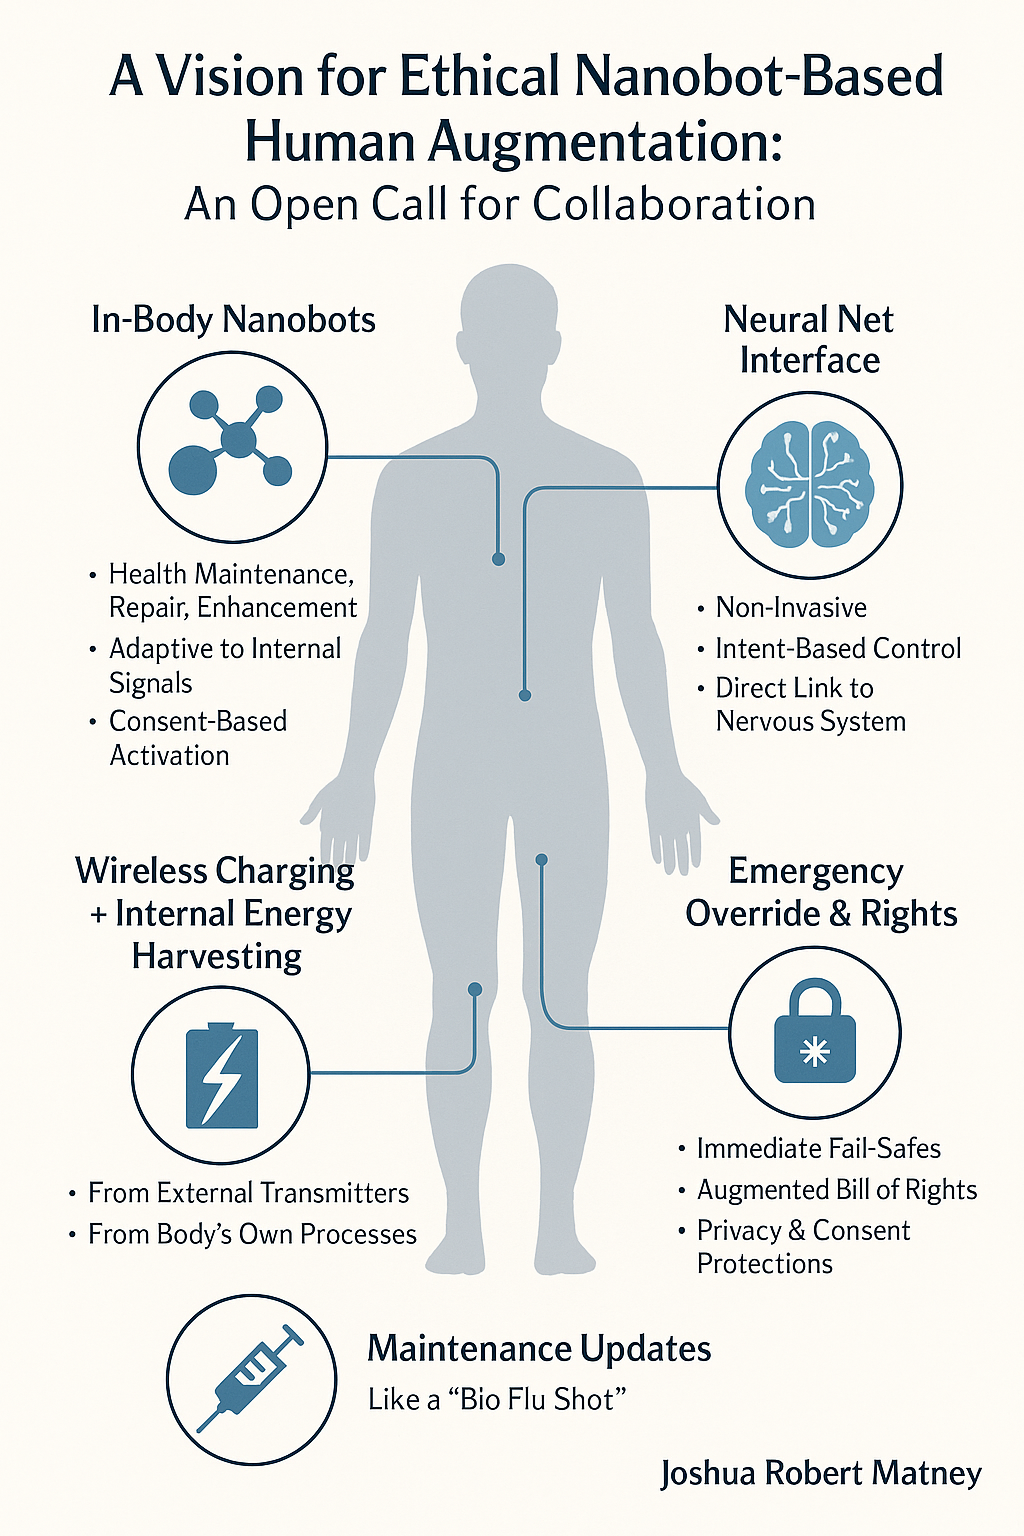 A Vision for Ethical Nanobot-Based
Human Augmentation:
An Open Call for Collaboration
In-Body Nanobots
• Health Maintenance,
Repair, Enhancement
• Adaptive to Internal
Signals
• Consent-Based
Activation
Neural Net
Interface
• Non-Invasive
• Intent-Based Control
• Direct Link to
Nervous System
Wireless Charging
+ Internal Energy
Harvesting
• From External Transmitters
• From Body’s Own Processes
Emergency
Override & Rights
• Immediate Fail-Safes
• Augmented Bill of Rights
• Privacy & Consent
Protections
Maintenance Updates
Like a “Bio Flu Shot”
Joshua Robert Matney